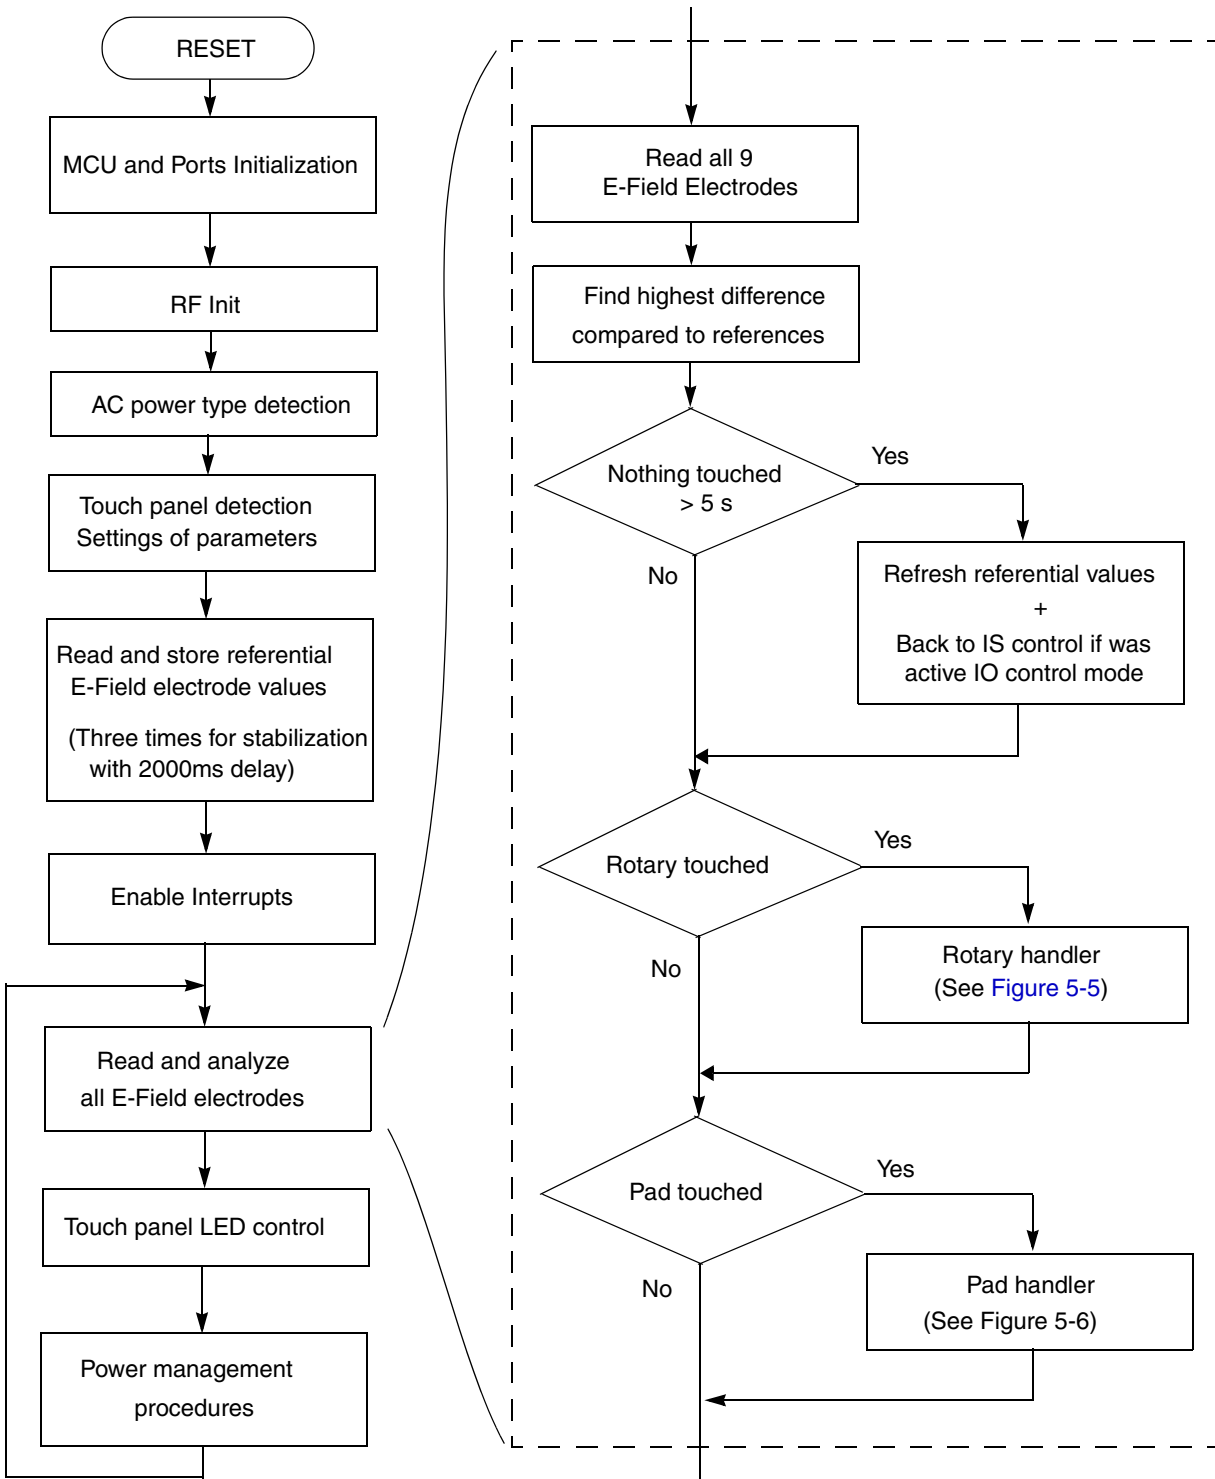 RESET
MCU and Ports Initialization
RF Init
AC power type detection
Touch panel detection
Settings of parameters
Read and store referential
E-Field electrode values
(Three times for stabilization
with 2000ms delay)
Enable Interrupts
Read and analyze
all E-Field electrodes
Touch panel LED control
Power management
procedures
Read all 9
E-Field Electrodes
Find highest difference
compared to references
Nothing touched
> 5 s
Yes
No
Refresh referential values
+
Back to IS control if was
active IO control mode
Rotary touched
Yes
No
Rotary handler
(See Figure 5-5)
Pad touched
Yes
No
Pad handler
(See Figure 5-6)